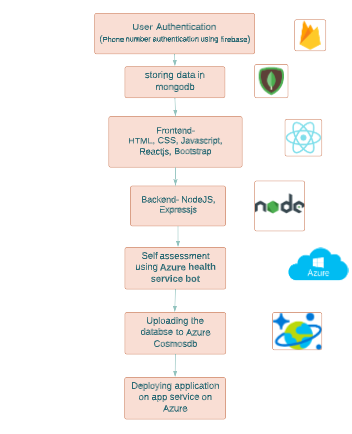 User Authentication
(Phone number authentication using firebase)
storing data in
mongodb
Frontend-
HTML, CSS, Javascript,
Reactjs, Bootstrap
Backend- NodeJS,
Expressjs
node
Self assessment
using Azure health
service bot
Azure
Uploading the
databse to Azure
Cosmosdb
Deploying application
on app service on
Azure